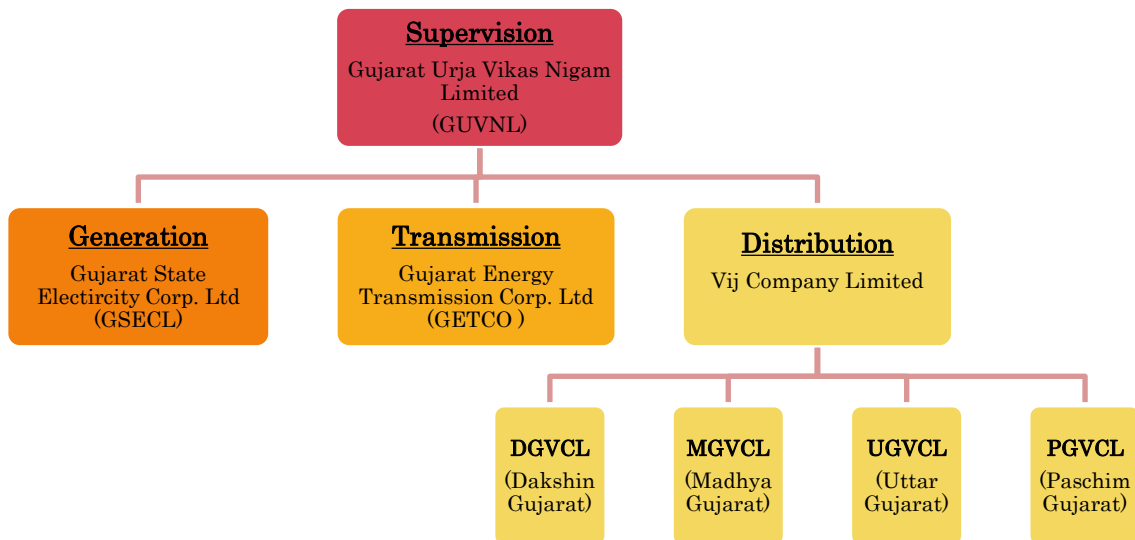 Supervision
Gujarat Urja Vikas Nigam
Limited
(GUVNL)
Generation
Gujarat State
Electircity Corp. Ltd
(GSECL)
Transmission
Gujarat Energy
Transmission Corp. Ltd
(GETCO )
Distribution
Vij Company Limited
DGVCL
(Dakshin
Gujarat)
MGVCL
(Madhya
Gujarat)
UGVCL
(Uttar
Gujarat)
PGVCL
(Paschim
Gujarat)